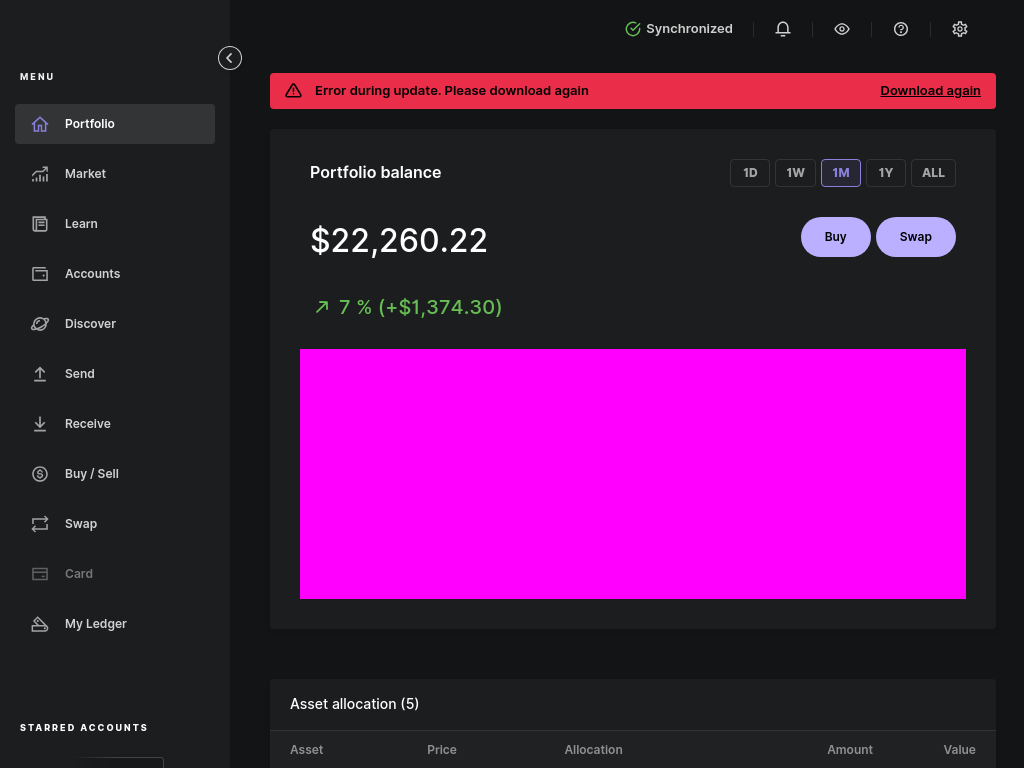 Synchronized
MENU
Error during update. Please download again
Download again
Portfolio
Market
Learn
Accounts
Discover
Send
Receive
Buy / Sell
Swap
Card
My Ledger
STARRED ACCOUNTS
Portfolio balance
1D 1W 1M 1Y ALL
$22,260.22
Buy Swap
7 % (+$1,374.30)
Asset allocation (5)
Asset Price Allocation Amount Value